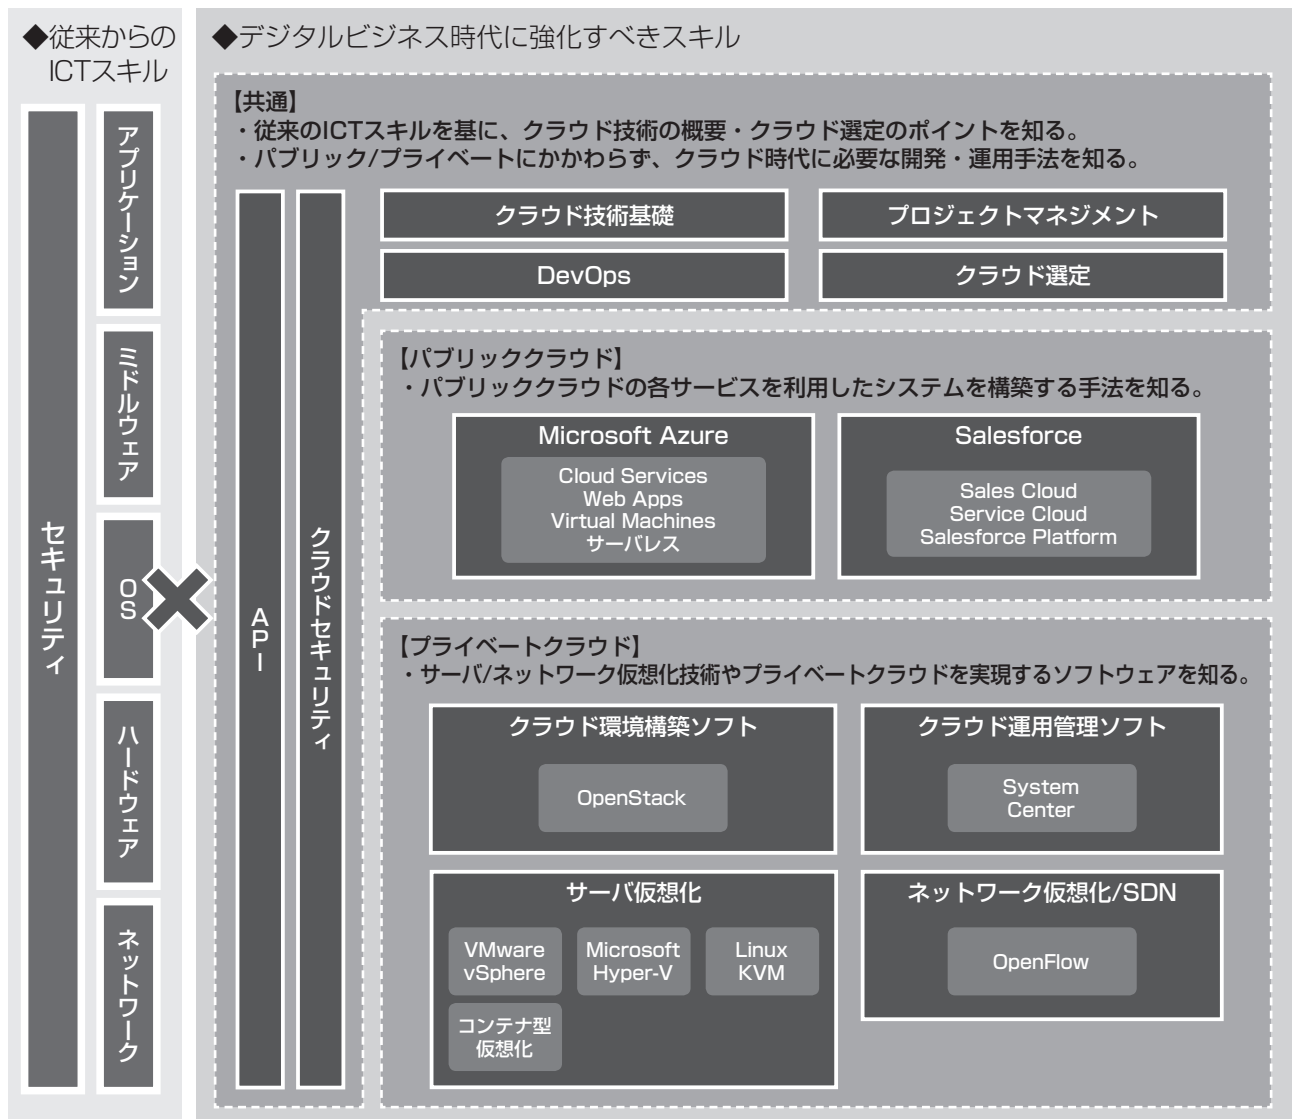 ◆従来からの
ICTスキル
セキュリティ
アプリケーション
ミドルウェア
OS
ハードウェア
ネットワーク
◆デジタルビジネス時代に強化すべきスキル
【共通】
・従来のICTスキルを基に、クラウド技術の概要・クラウド選定のポイントを知る。
・パブリック/プライベートにかかわらず、クラウド時代に必要な開発・運用手法を知る。
API
クラウドセキュリティ
クラウド技術基礎
プロジェクトマネジメント
DevOps
クラウド選定
【パブリッククラウド】
・パブリッククラウドの各サービスを利用したシステムを構築する手法を知る。
Microsoft Azure
Cloud Services
Web Apps
Virtual Machines
サーバレス
Salesforce
Sales Cloud
Service Cloud
Salesforce Platform
【プライベートクラウド】
・サーバ/ネットワーク仮想化技術やプライベートクラウドを実現するソフトウェアを知る。
クラウド環境構築ソフト
OpenStack
クラウド運用管理ソフト
System
Center
サーバ仮想化
VMware
vSphere
Microsoft
Hyper-V
Linux
KVM
コンテナ型
仮想化
ネットワーク仮想化/SDN
OpenFlow